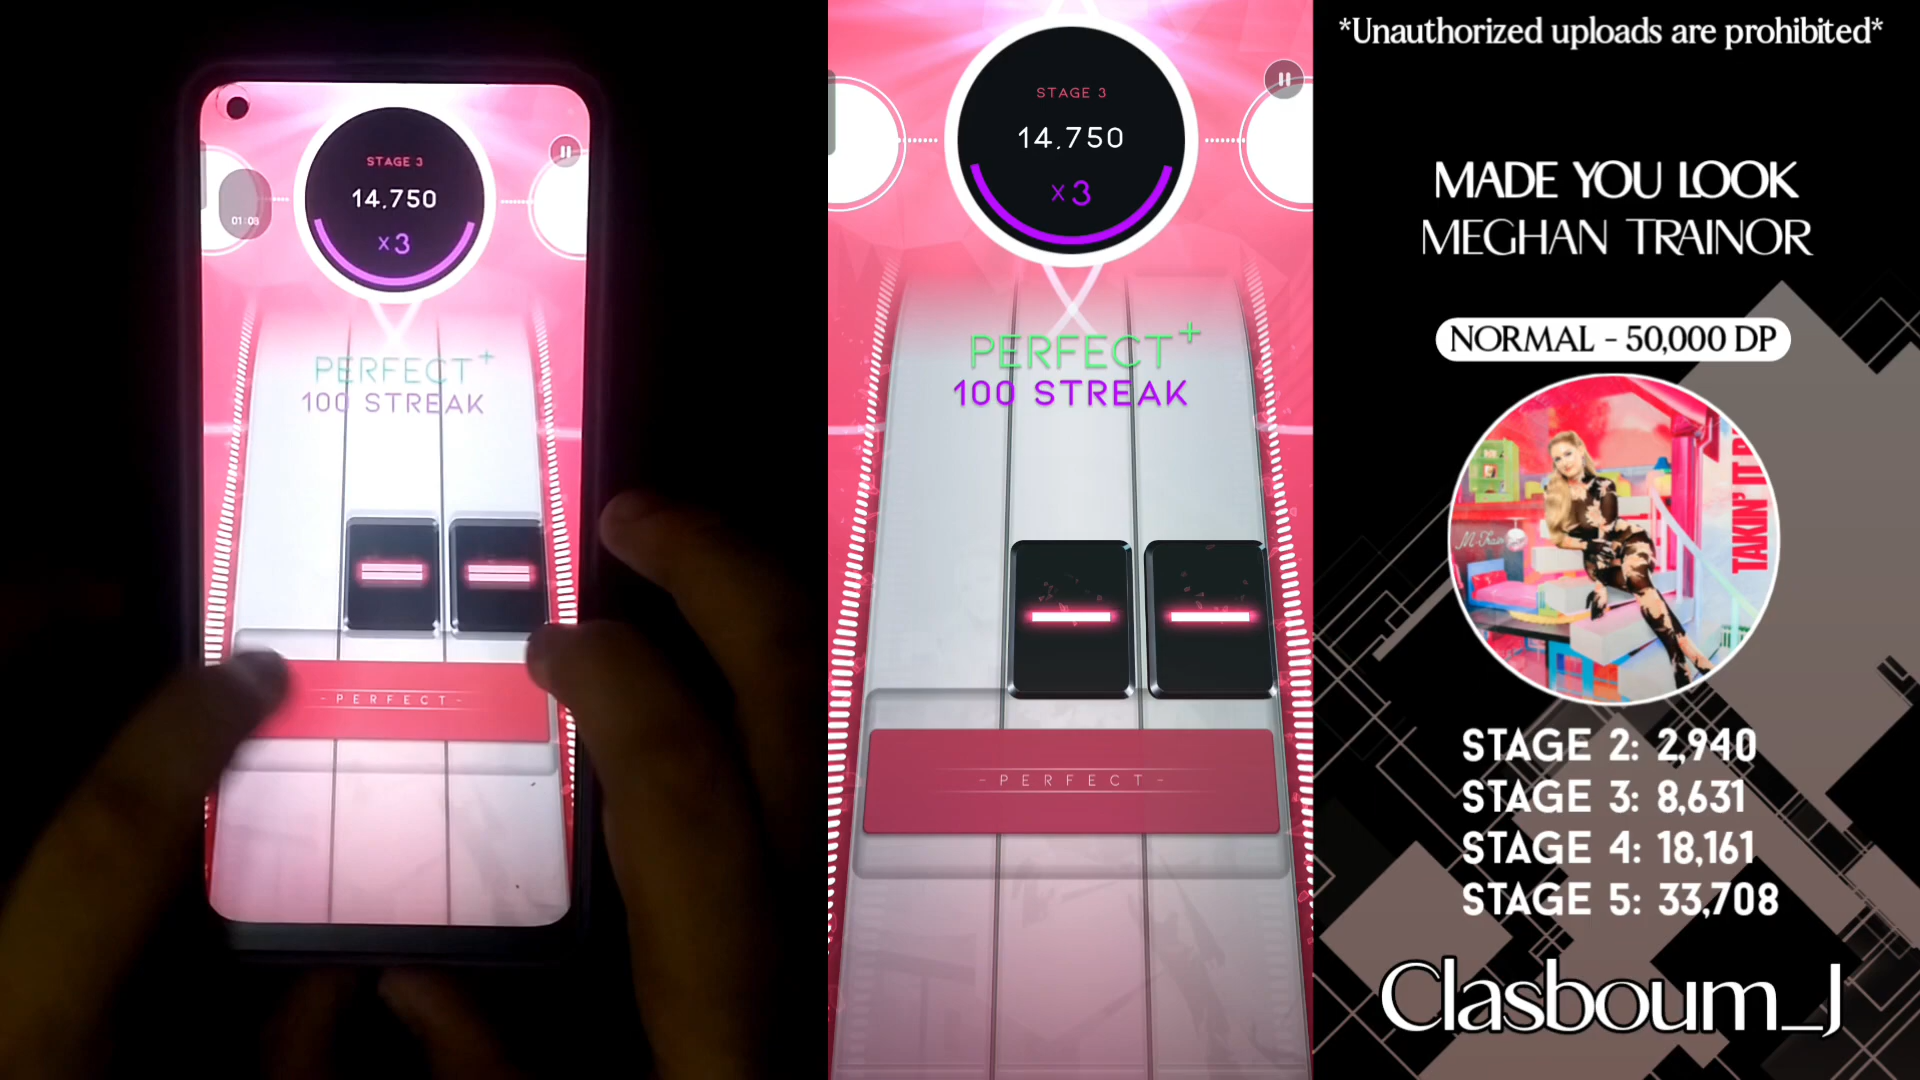 STAGE 3
14,750
x3
01:05
PERFECT+
100 STREAK
- PERFECT -
STAGE 3
14,750
x3
PERFECT+
100 STREAK
- PERFECT -
*Unauthorized uploads are prohibited*
MADE YOU LOOK
MEGHAN TRAINOR
NORMAL - 50,000 DP
M-Train
TAKIN' IT
STAGE 2: 2,940
STAGE 3: 8,631
STAGE 4: 18,161
STAGE 5: 33,708
Clasboum_J